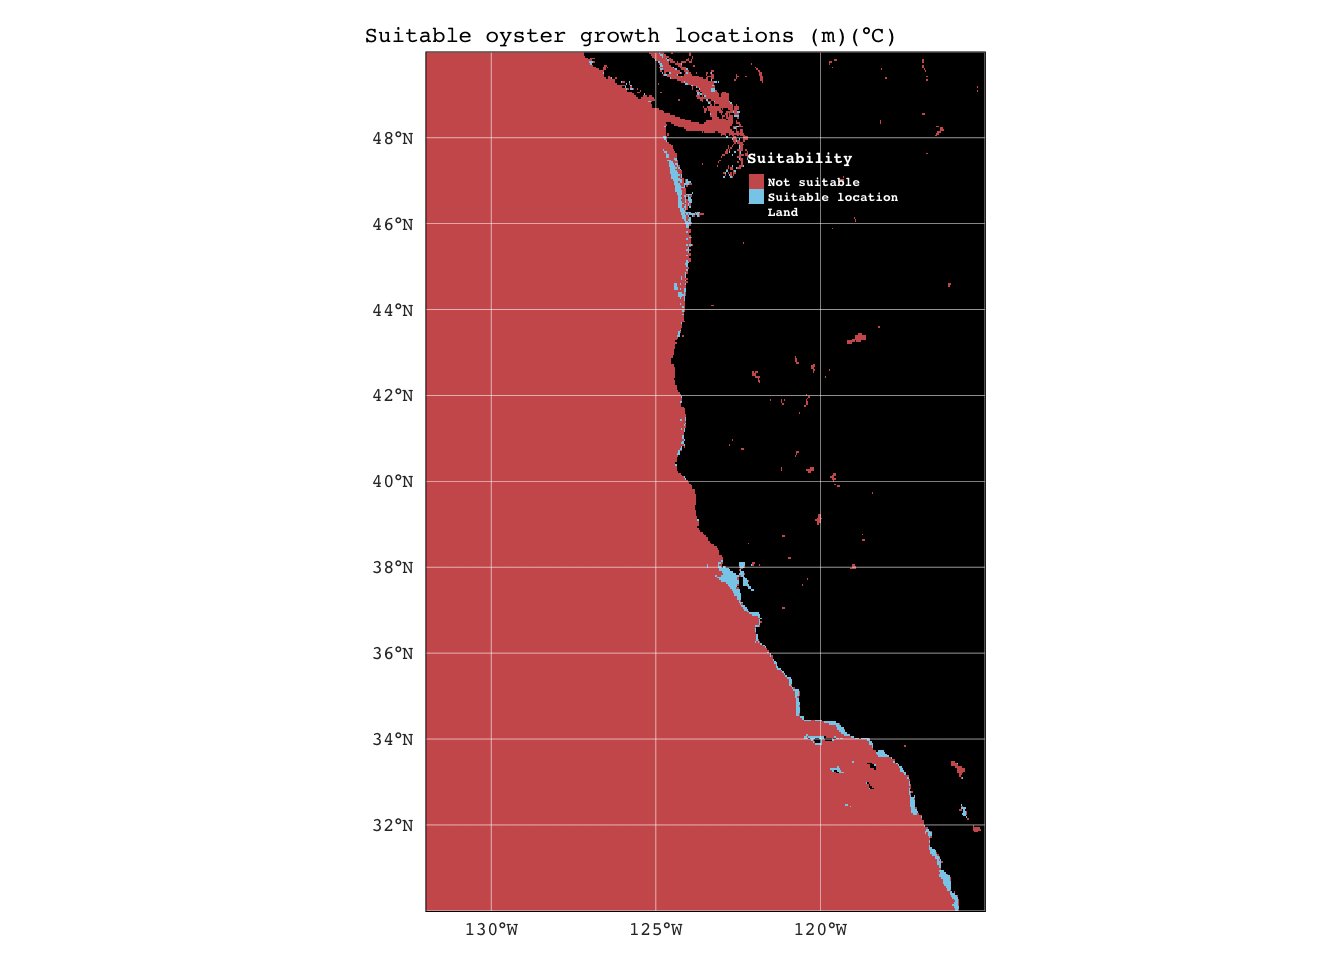 Suitable oyster growth locations (m)(°C)
48°N
Suitability
Not suitable
Suitable location
Land
46°N
44°N
42°N
40°N
38°N
36°N
34°N
32°N
130°W 125°W 120°W